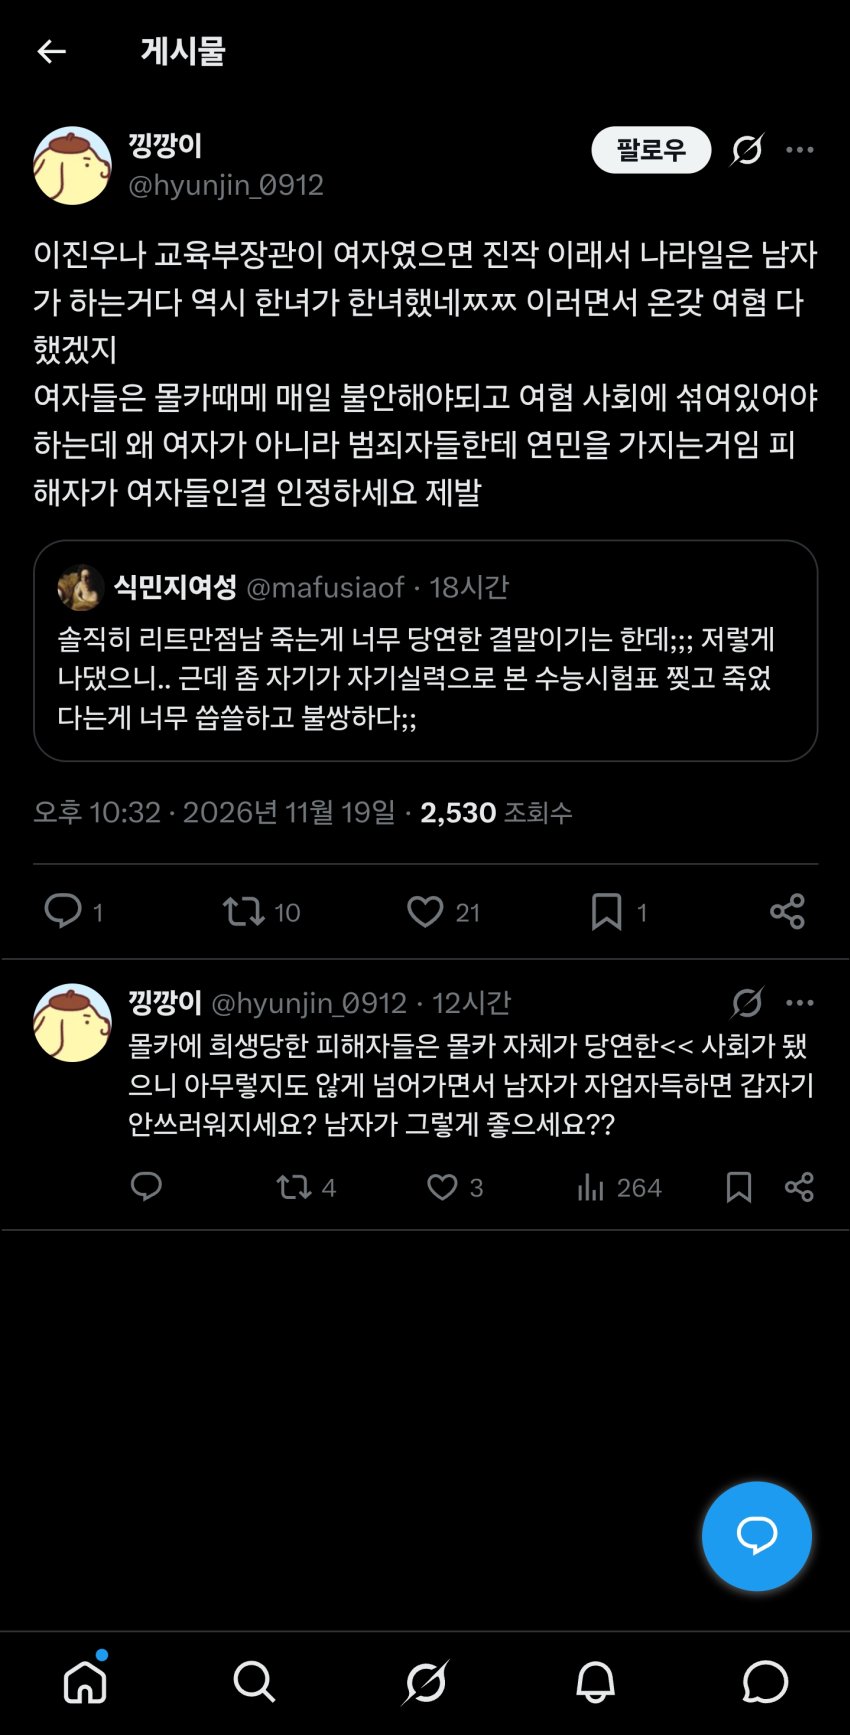 게시물
낑깡이
@hyunjin_0912
팔로우
이진우나 교육부장관이 여자였으면 진작 이래서 나라일은 남자
가 하는거다 역시 한녀가 한녀했네ㅉㅉ 이러면서 온갖 여혐 다
했겠지
여자들은 몰카때메 매일 불안해야되고 여혐 사회에 섞여있어야
하는데 왜 여자가 아니라 범죄자들한테 연민을 가지는거임 피
해자가 여자들인걸 인정하세요 제발
식민지여성 @mafusiaof · 18시간
솔직히 리트만점남 죽는게 너무 당연한 결말이기는 한데;;; 저렇게
나댔으니.. 근데 좀 자기가 자기실력으로 본 수능시험표 찢고 죽었
다는게 너무 씁쓸하고 불쌍하다;;
오후 10:32 · 2026년 11월 19일 · 2,530 조회수
1 10 21 1
낑깡이 @hyunjin_0912 · 12시간
몰카에 희생당한 피해자들은 몰카 자체가 당연한<< 사회가 됐
으니 아무렇지도 않게 넘어가면서 남자가 자업자득하면 갑자기
안쓰러워지세요? 남자가 그렇게 좋으세요??
4 3 264